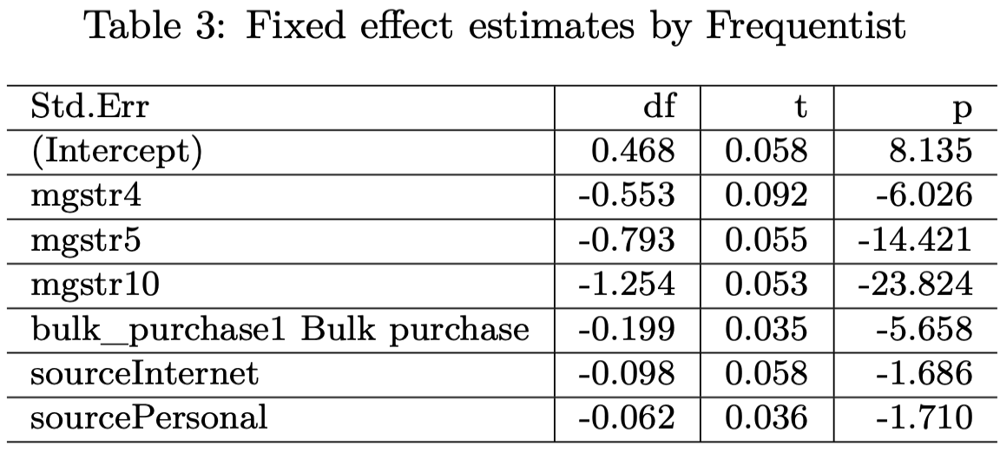 Table 3: Fixed effect estimates by Frequentist
Std.Err df t p
(Intercept) 0.468 0.058 8.135
mgstr4 -0.553 0.092 -6.026
mgstr5 -0.793 0.055 -14.421
mgstr10 -1.254 0.053 -23.824
bulk_purchase1 Bulk purchase -0.199 0.035 -5.658
sourceInternet -0.098 0.058 -1.686
sourcePersonal -0.062 0.036 -1.710